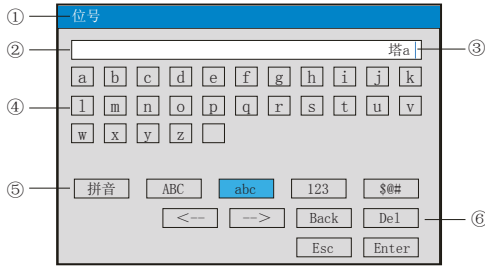 ① 位号
② 塔a ③
a b c d e f g h i j k
④ l m n o p q r s t u v
w x y z
⑤ 拼音 ABC abc 123 $@#
<-- --> Back Del ⑥
Esc Enter